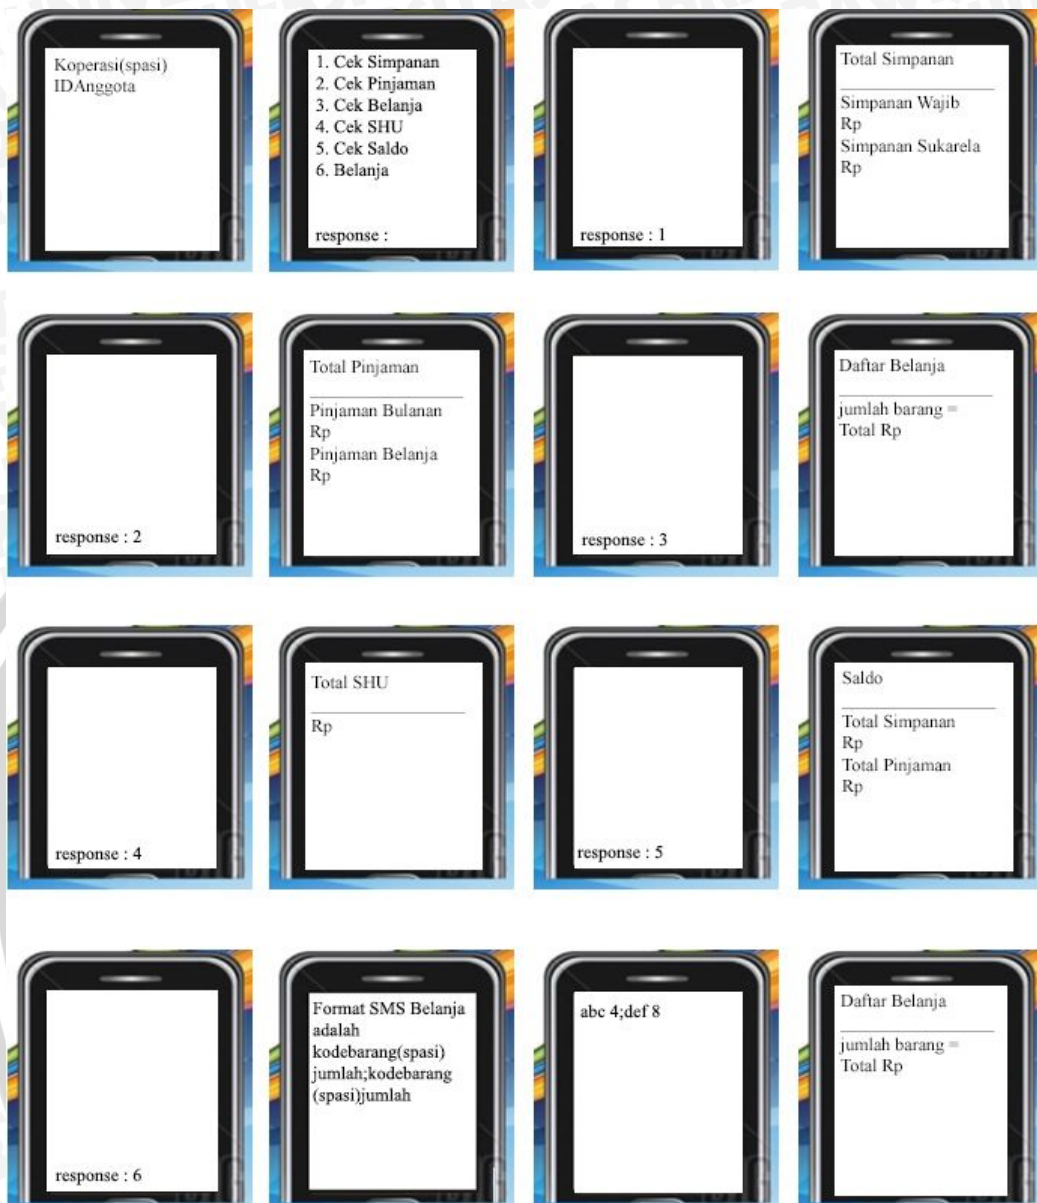 Koperasi(spasi)
IDAnggota
1. Cek Simpanan
2. Cek Pinjaman
3. Cek Belanja
4. Cek SHU
5. Cek Saldo
6. Belanja
response :
response : 1
Total Simpanan
Simpanan Wajib
Rp
Simpanan Sukarela
Rp
response : 2
Total Pinjaman
Pinjaman Bulanan
Rp
Pinjaman Belanja
Rp
response : 3
Daftar Belanja
jumlah barang =
Total Rp
response : 4
Total SHU
Rp
response : 5
Saldo
Total Simpanan
Rp
Total Pinjaman
Rp
response : 6
Format SMS Belanja
adalah
kodebarang(spasi)
jumlah;kodebarang
(spasi)jumlah
abc 4;def 8
Daftar Belanja
jumlah barang =
Total Rp